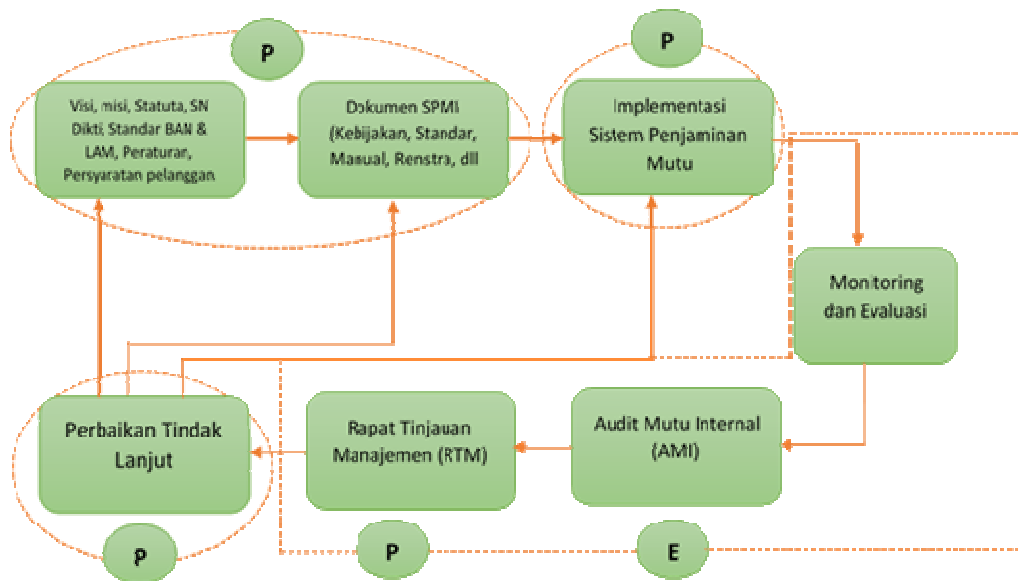 P
P
Visi, misi, Statuta, SN
Dikti, Standar BAN &
LAM, Peraturar,
Persyaratan pelanggan
Dokumen SPMI
(Kebijakan, Standar,
Manual, Renstra, dll
Implementasi
Sistem Penjaminan
Mutu
Monitoring
dan Evaluasi
Perbaikan Tindak
Lanjut
Rapat Tinjauan
Manajemen (RTM)
Audit Mutu Internal
(AMI)
P
P
E